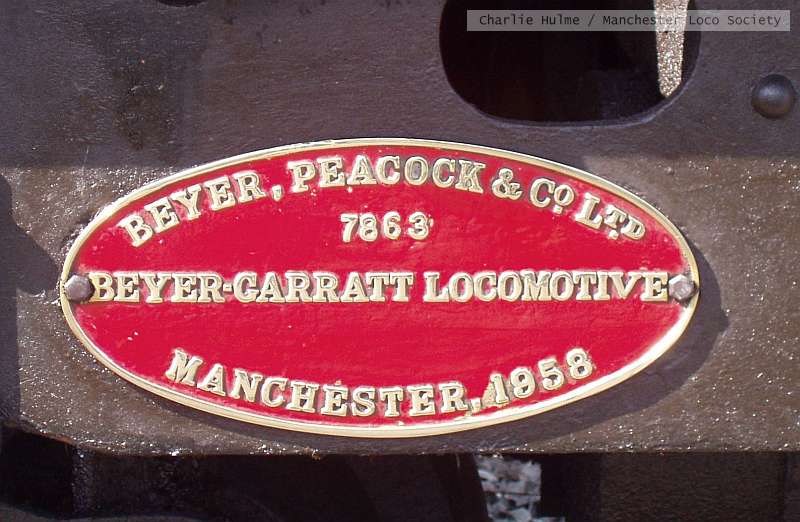 Charlie Hulme / Manchester Loco Society
BEYER, PEACOCK & CO. LTD
7863
BEYER-GARRATT LOCOMOTIVE
MANCHESTER, 1958